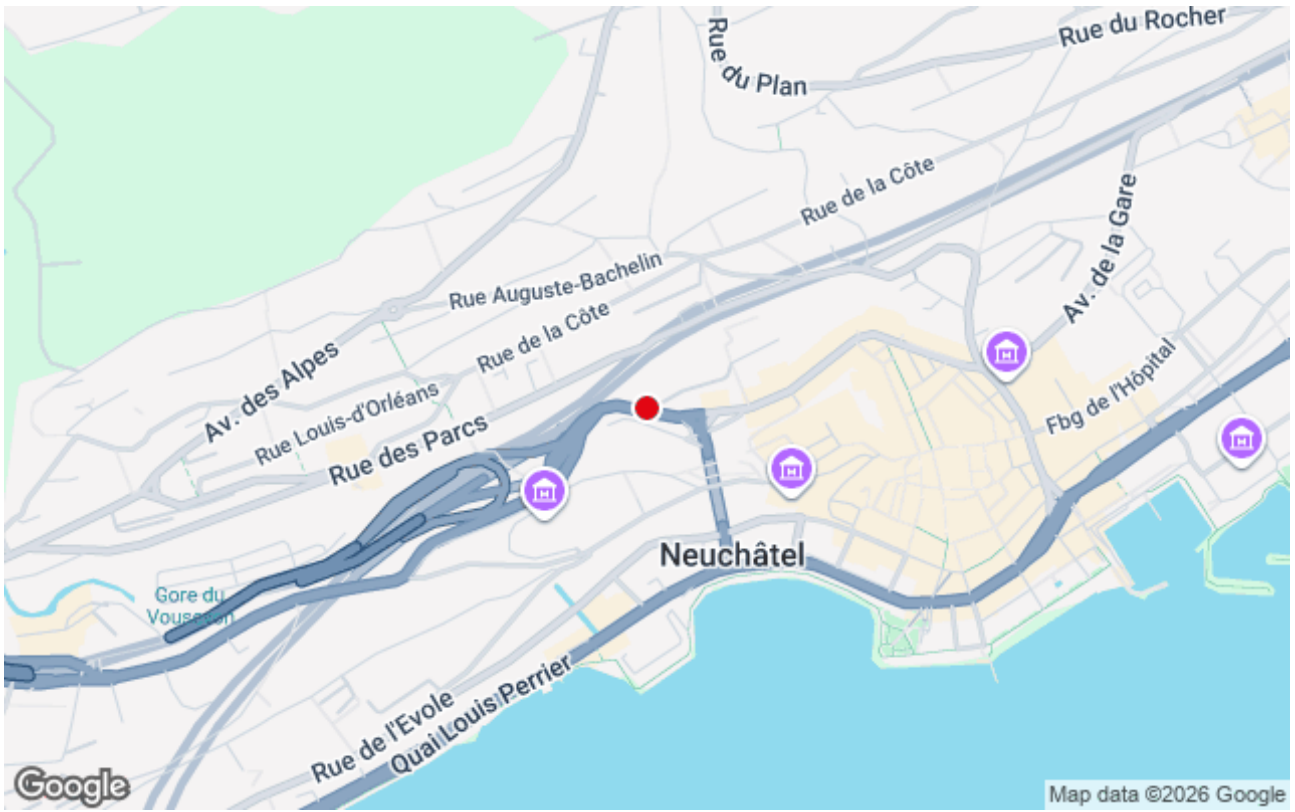 Rue du Rocher
Rue du Plan
Rue de la Côte
Av. de la Gare
Rue Auguste-Bachelin
Rue de la Côte
Av. des Alpes
Rue Louis-d'Orléans
Rue des Parcs
Fbg de l'Hôpital
Neuchâtel
Gore du
Vousseon
Rue de l'Evole
Quai Louis Perrier
Google
Map data ©2026 Google